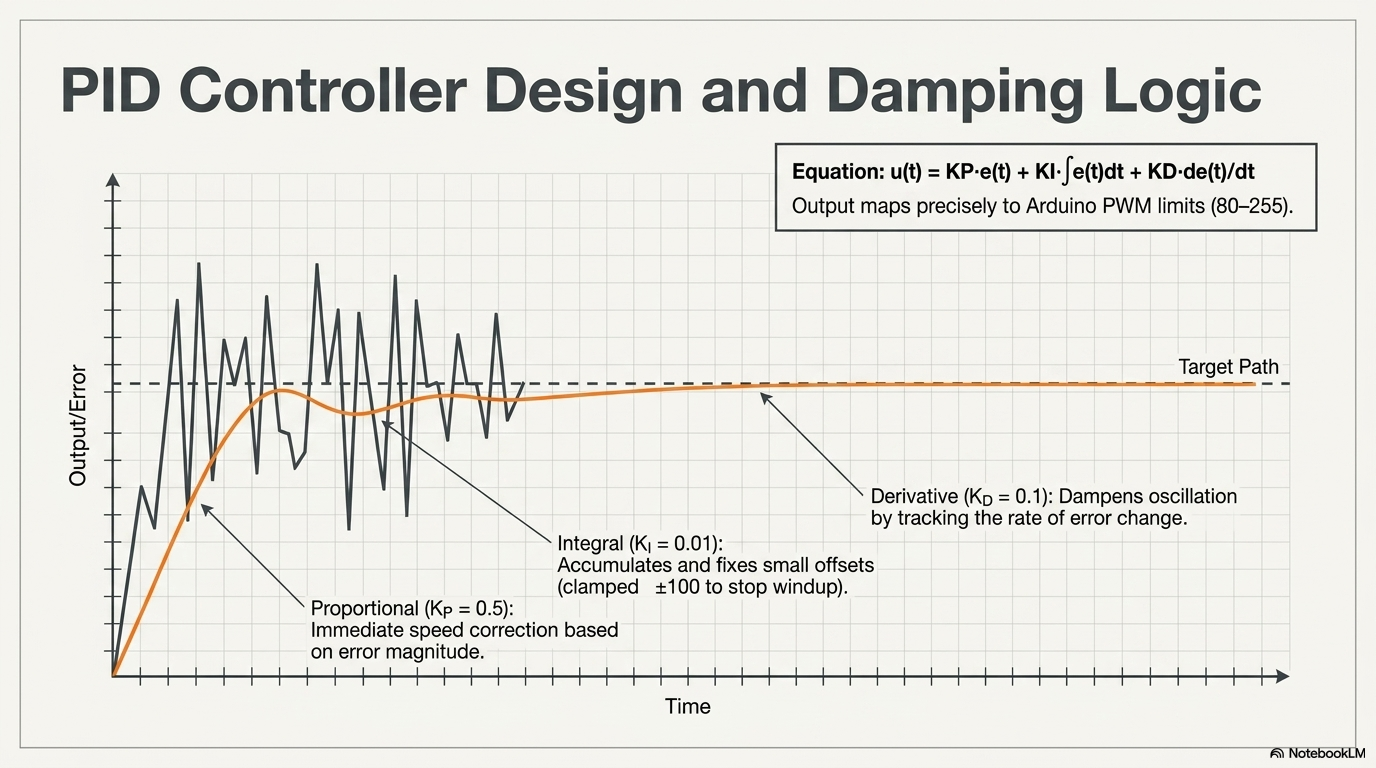 PID Controller Design and Damping Logic
Equation: u(t) = KP·e(t) + KI·∫e(t)dt + KD·de(t)/dt
Output maps precisely to Arduino PWM limits (80–255).
Output/Error
Target Path
Derivative (K_D = 0.1): Dampens oscillation
by tracking the rate of error change.
Integral (K_I = 0.01):
Accumulates and fixes small offsets
(clamped ±100 to stop windup).
Proportional (K_P = 0.5):
Immediate speed correction based
on error magnitude.
Time
NotebookLM